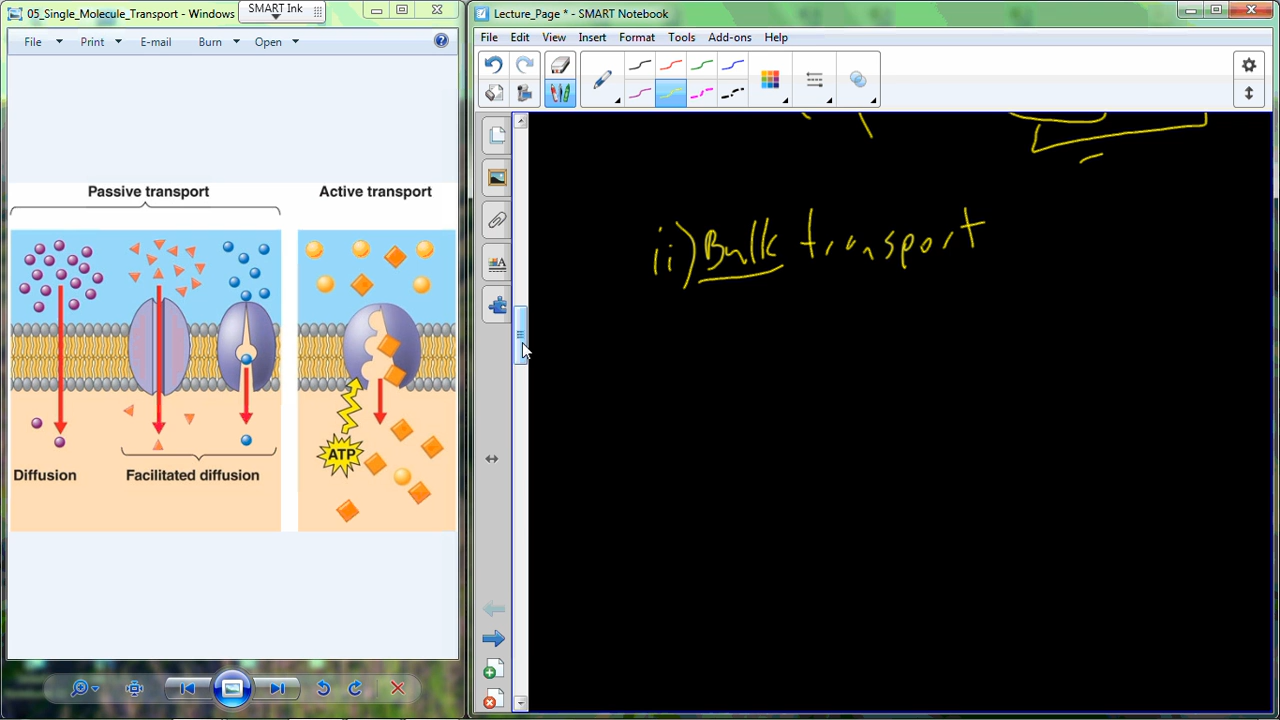 05_Single_Molecule_Transport - Windows
SMART Ink
File Print E-mail Burn Open
Passive transport
Active transport
ATP
Diffusion
Facilitated diffusion
Lecture_Page * - SMART Notebook
File Edit View Insert Format Tools Add-ons Help
ii) Bulk transport